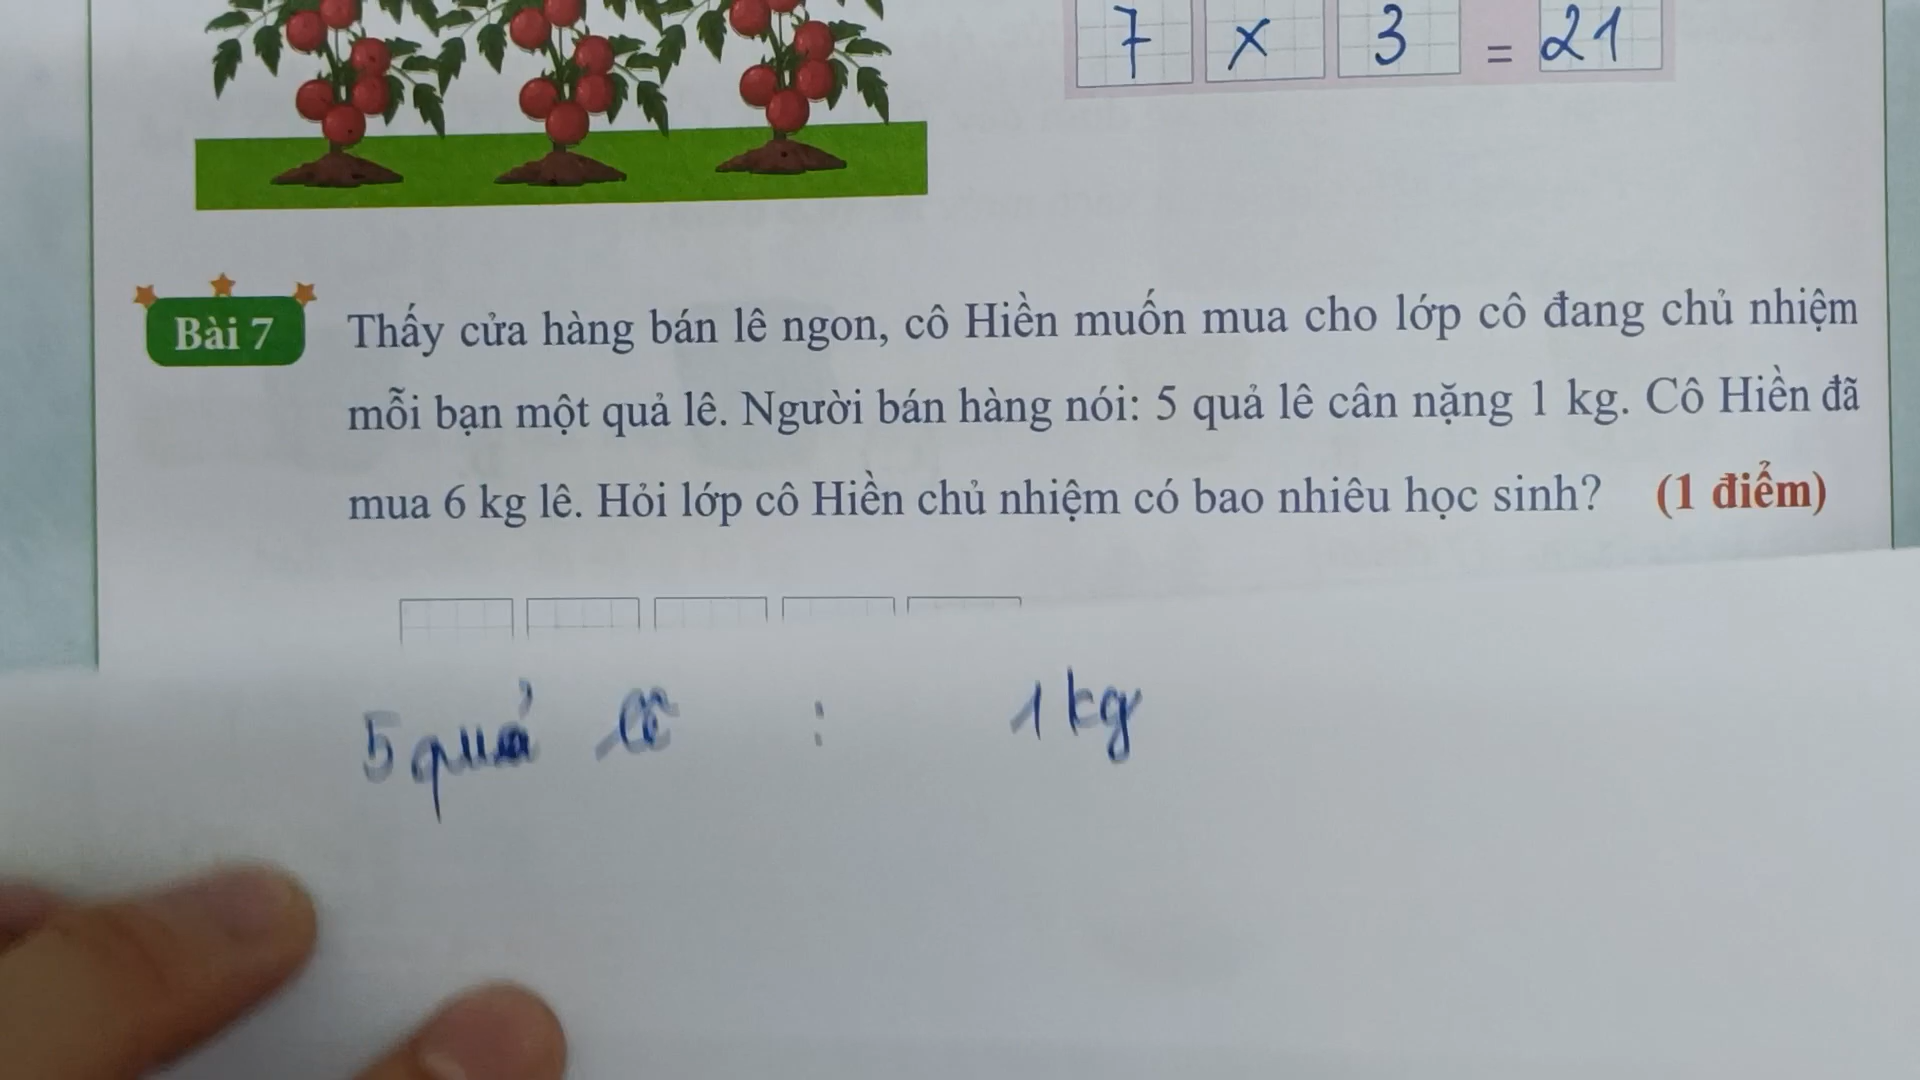 7 x 3 = 21
Bài 7
Thấy cửa hàng bán lê ngon, cô Hiền muốn mua cho lớp cô đang chủ nhiệm
mỗi bạn một quả lê. Người bán hàng nói: 5 quả lê cân nặng 1 kg. Cô Hiền đã
mua 6 kg lê. Hỏi lớp cô Hiền chủ nhiệm có bao nhiêu học sinh? (1 điểm)
5 quả lê : 1 kg